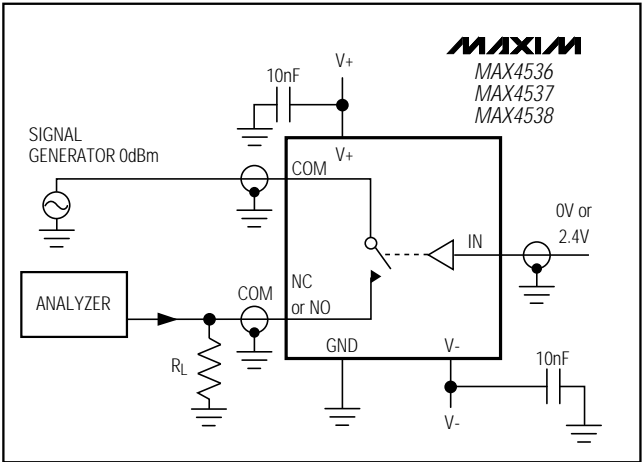 MAXIM
MAX4536
MAX4537
MAX4538
V+
10nF
SIGNAL
GENERATOR 0dBm
V+
COM
0V or
2.4V
IN
NC
or NO
COM
ANALYZER
RL
GND
V-
10nF
V-